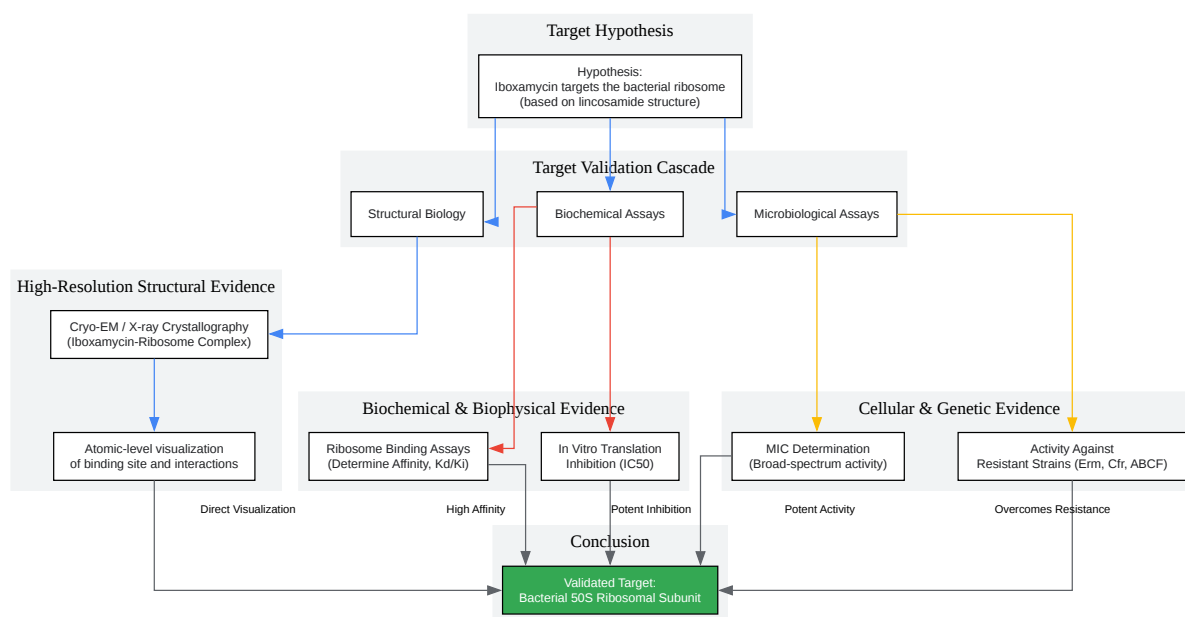 Target Hypothesis
Hypothesis:
Iboxamycin targets the bacterial ribosome
(based on lincosamide structure)
Target Validation Cascade
Structural Biology
Biochemical Assays
Microbiological Assays
High-Resolution Structural Evidence
Cryo-EM / X-ray Crystallography
(Iboxamycin-Ribosome Complex)
Atomic-level visualization
of binding site and interactions
Biochemical & Biophysical Evidence
Ribosome Binding Assays
(Determine Affinity, Kd/Ki)
In Vitro Translation
Inhibition (IC50)
Cellular & Genetic Evidence
MIC Determination
(Broad-spectrum activity)
Activity Against
Resistant Strains (Erm, Cfr, ABCF)
Direct Visualization
High Affinity
Potent Inhibition
Potent Activity
Overcomes Resistance
Conclusion
Validated Target:
Bacterial 50S Ribosomal Subunit